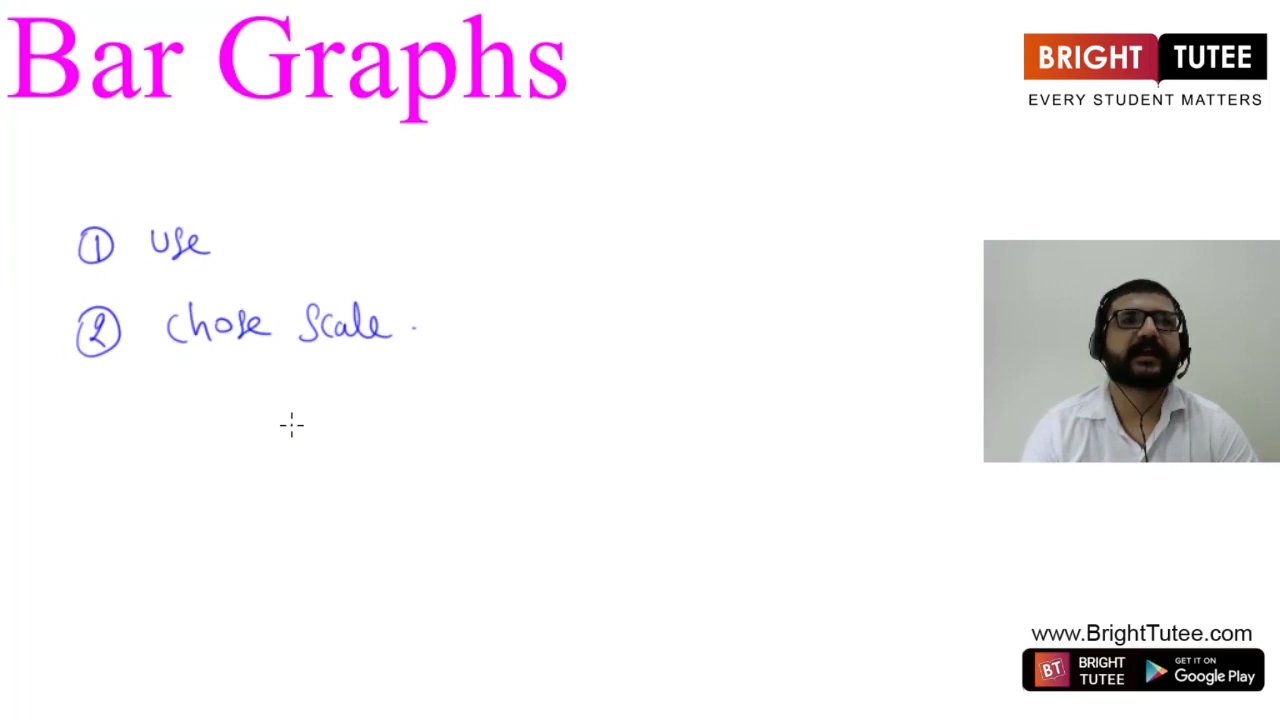 Bar Graphs
BRIGHT TUTEE
EVERY STUDENT MATTERS
① use
② Chose Scale .
www.BrightTutee.com
BT BRIGHT TUTEE
GET IT ON
Google Play